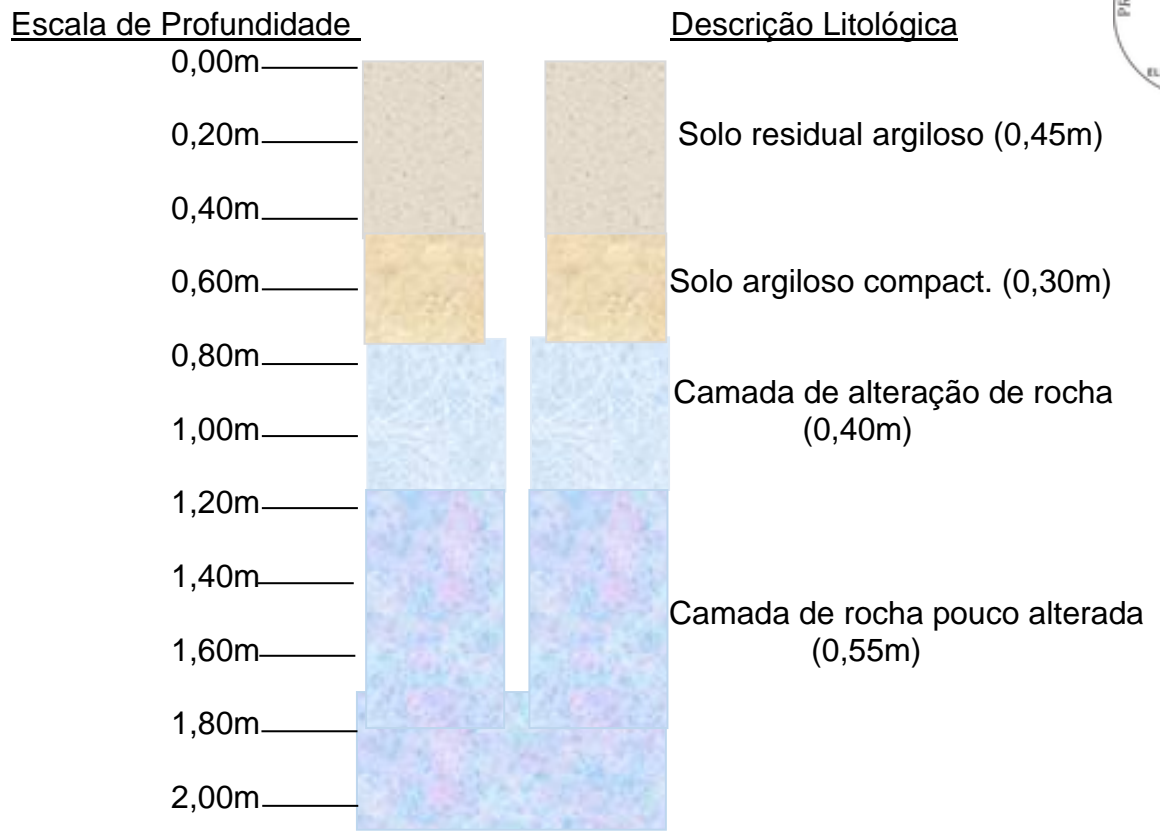 Escala de Profundidade
Descrição Litológica
0,00m
0,20m
Solo residual argiloso (0,45m)
0,40m
0,60m
Solo argiloso compact. (0,30m)
0,80m
Camada de alteração de rocha
(0,40m)
1,00m
1,20m
1,40m
Camada de rocha pouco alterada
(0,55m)
1,60m
1,80m
2,00m